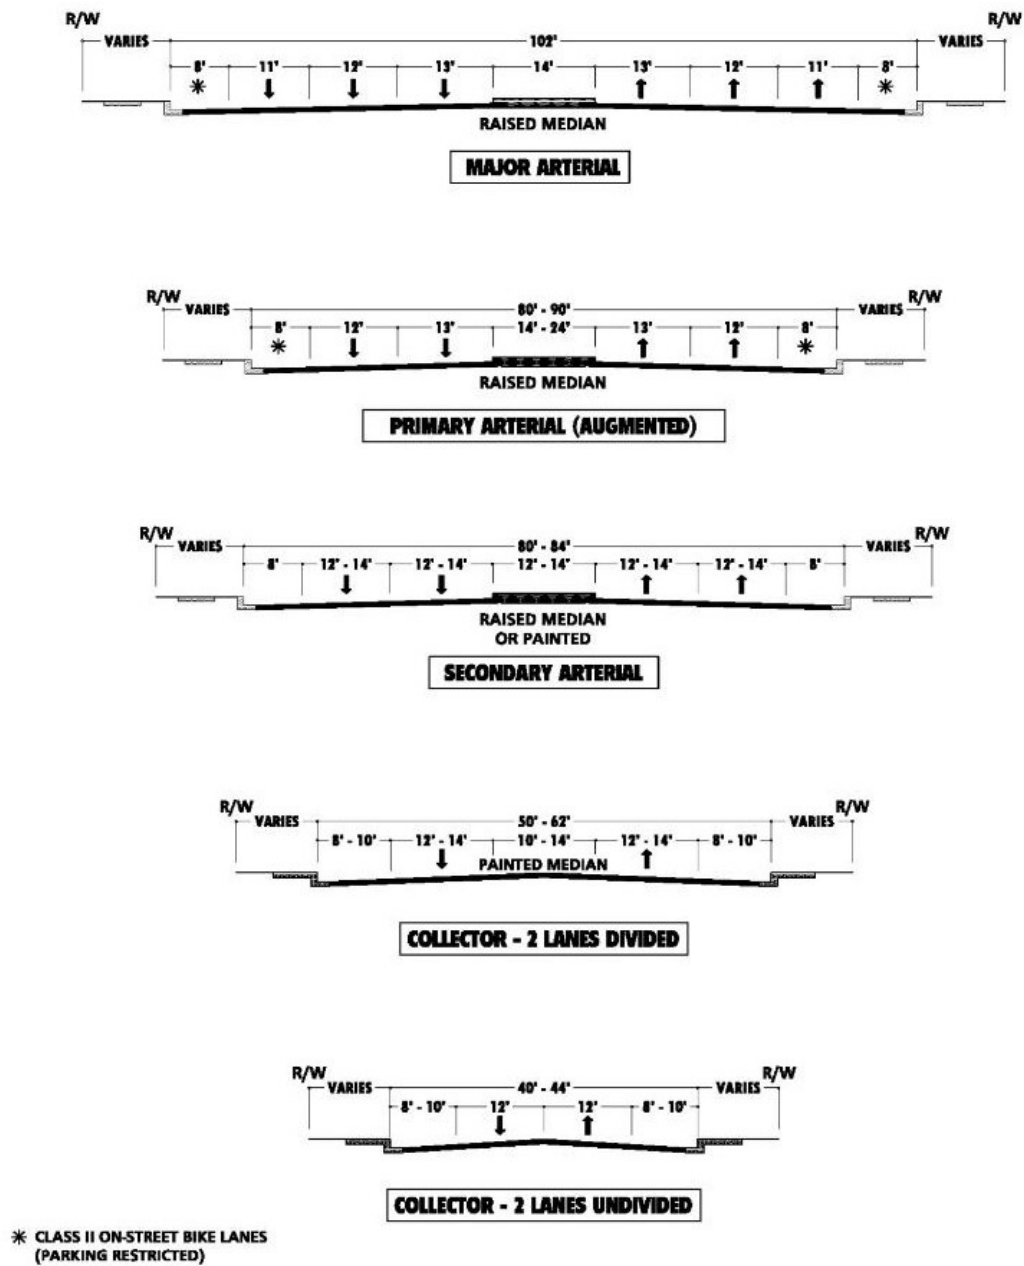 R/W R/W
VARIES 102' VARIES
8' 11' 12' 13' 14' 13' 12' 11' 8'
RAISED MEDIAN
MAJOR ARTERIAL
R/W R/W
VARIES 80' - 90' VARIES
8' 12' 13' 14' - 24' 13' 12' 8'
RAISED MEDIAN
PRIMARY ARTERIAL (AUGMENTED)
R/W R/W
VARIES 80' - 84' VARIES
8' 12' - 14' 12' - 14' 12' - 14' 12' - 14' 12' - 14' 8'
RAISED MEDIAN
OR PAINTED
SECONDARY ARTERIAL
R/W R/W
VARIES 50' - 62' VARIES
8' - 10' 12' - 14' 10' - 14' 12' - 14' 8' - 10'
PAINTED MEDIAN
COLLECTOR - 2 LANES DIVIDED
R/W R/W
VARIES 40' - 44' VARIES
8' - 10' 12' 12' 8' - 10'
COLLECTOR - 2 LANES UNDIVIDED
✳ CLASS II ON-STREET BIKE LANES
(PARKING RESTRICTED)